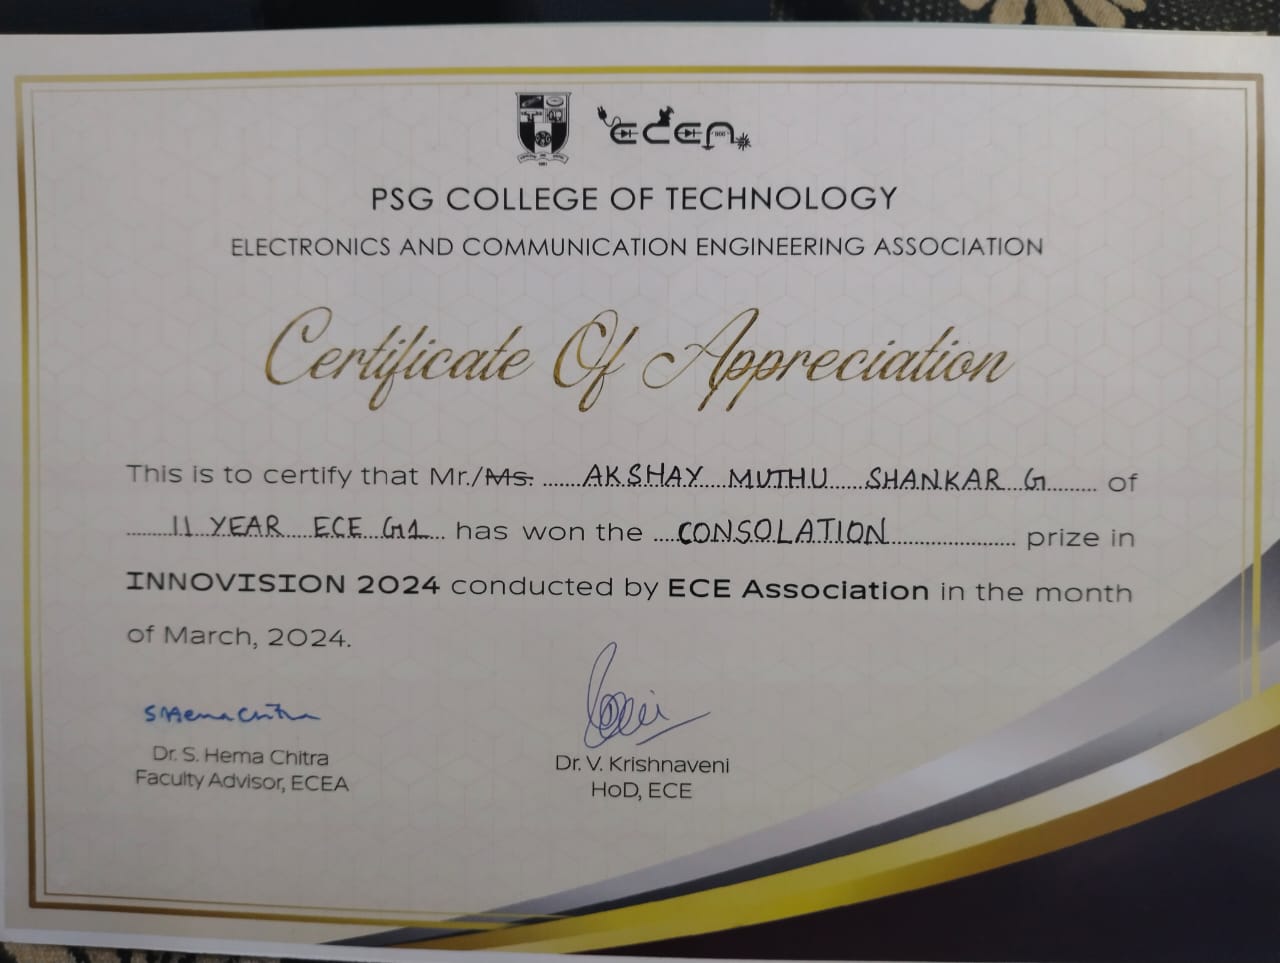 ECEA
PSG COLLEGE OF TECHNOLOGY
ELECTRONICS AND COMMUNICATION ENGINEERING ASSOCIATION
Certificate Of Appreciation
This is to certify that Mr./Ms. AKSHAY MUTHU SHANKAR G of
II YEAR ECE G1 has won the CONSOLATION prize in
INNOVISION 2024 conducted by ECE Association in the month
of March, 2024.
S Hema Chitra
Dr. S. Hema Chitra
Faculty Advisor, ECEA
Dr. V. Krishnaveni
HoD, ECE